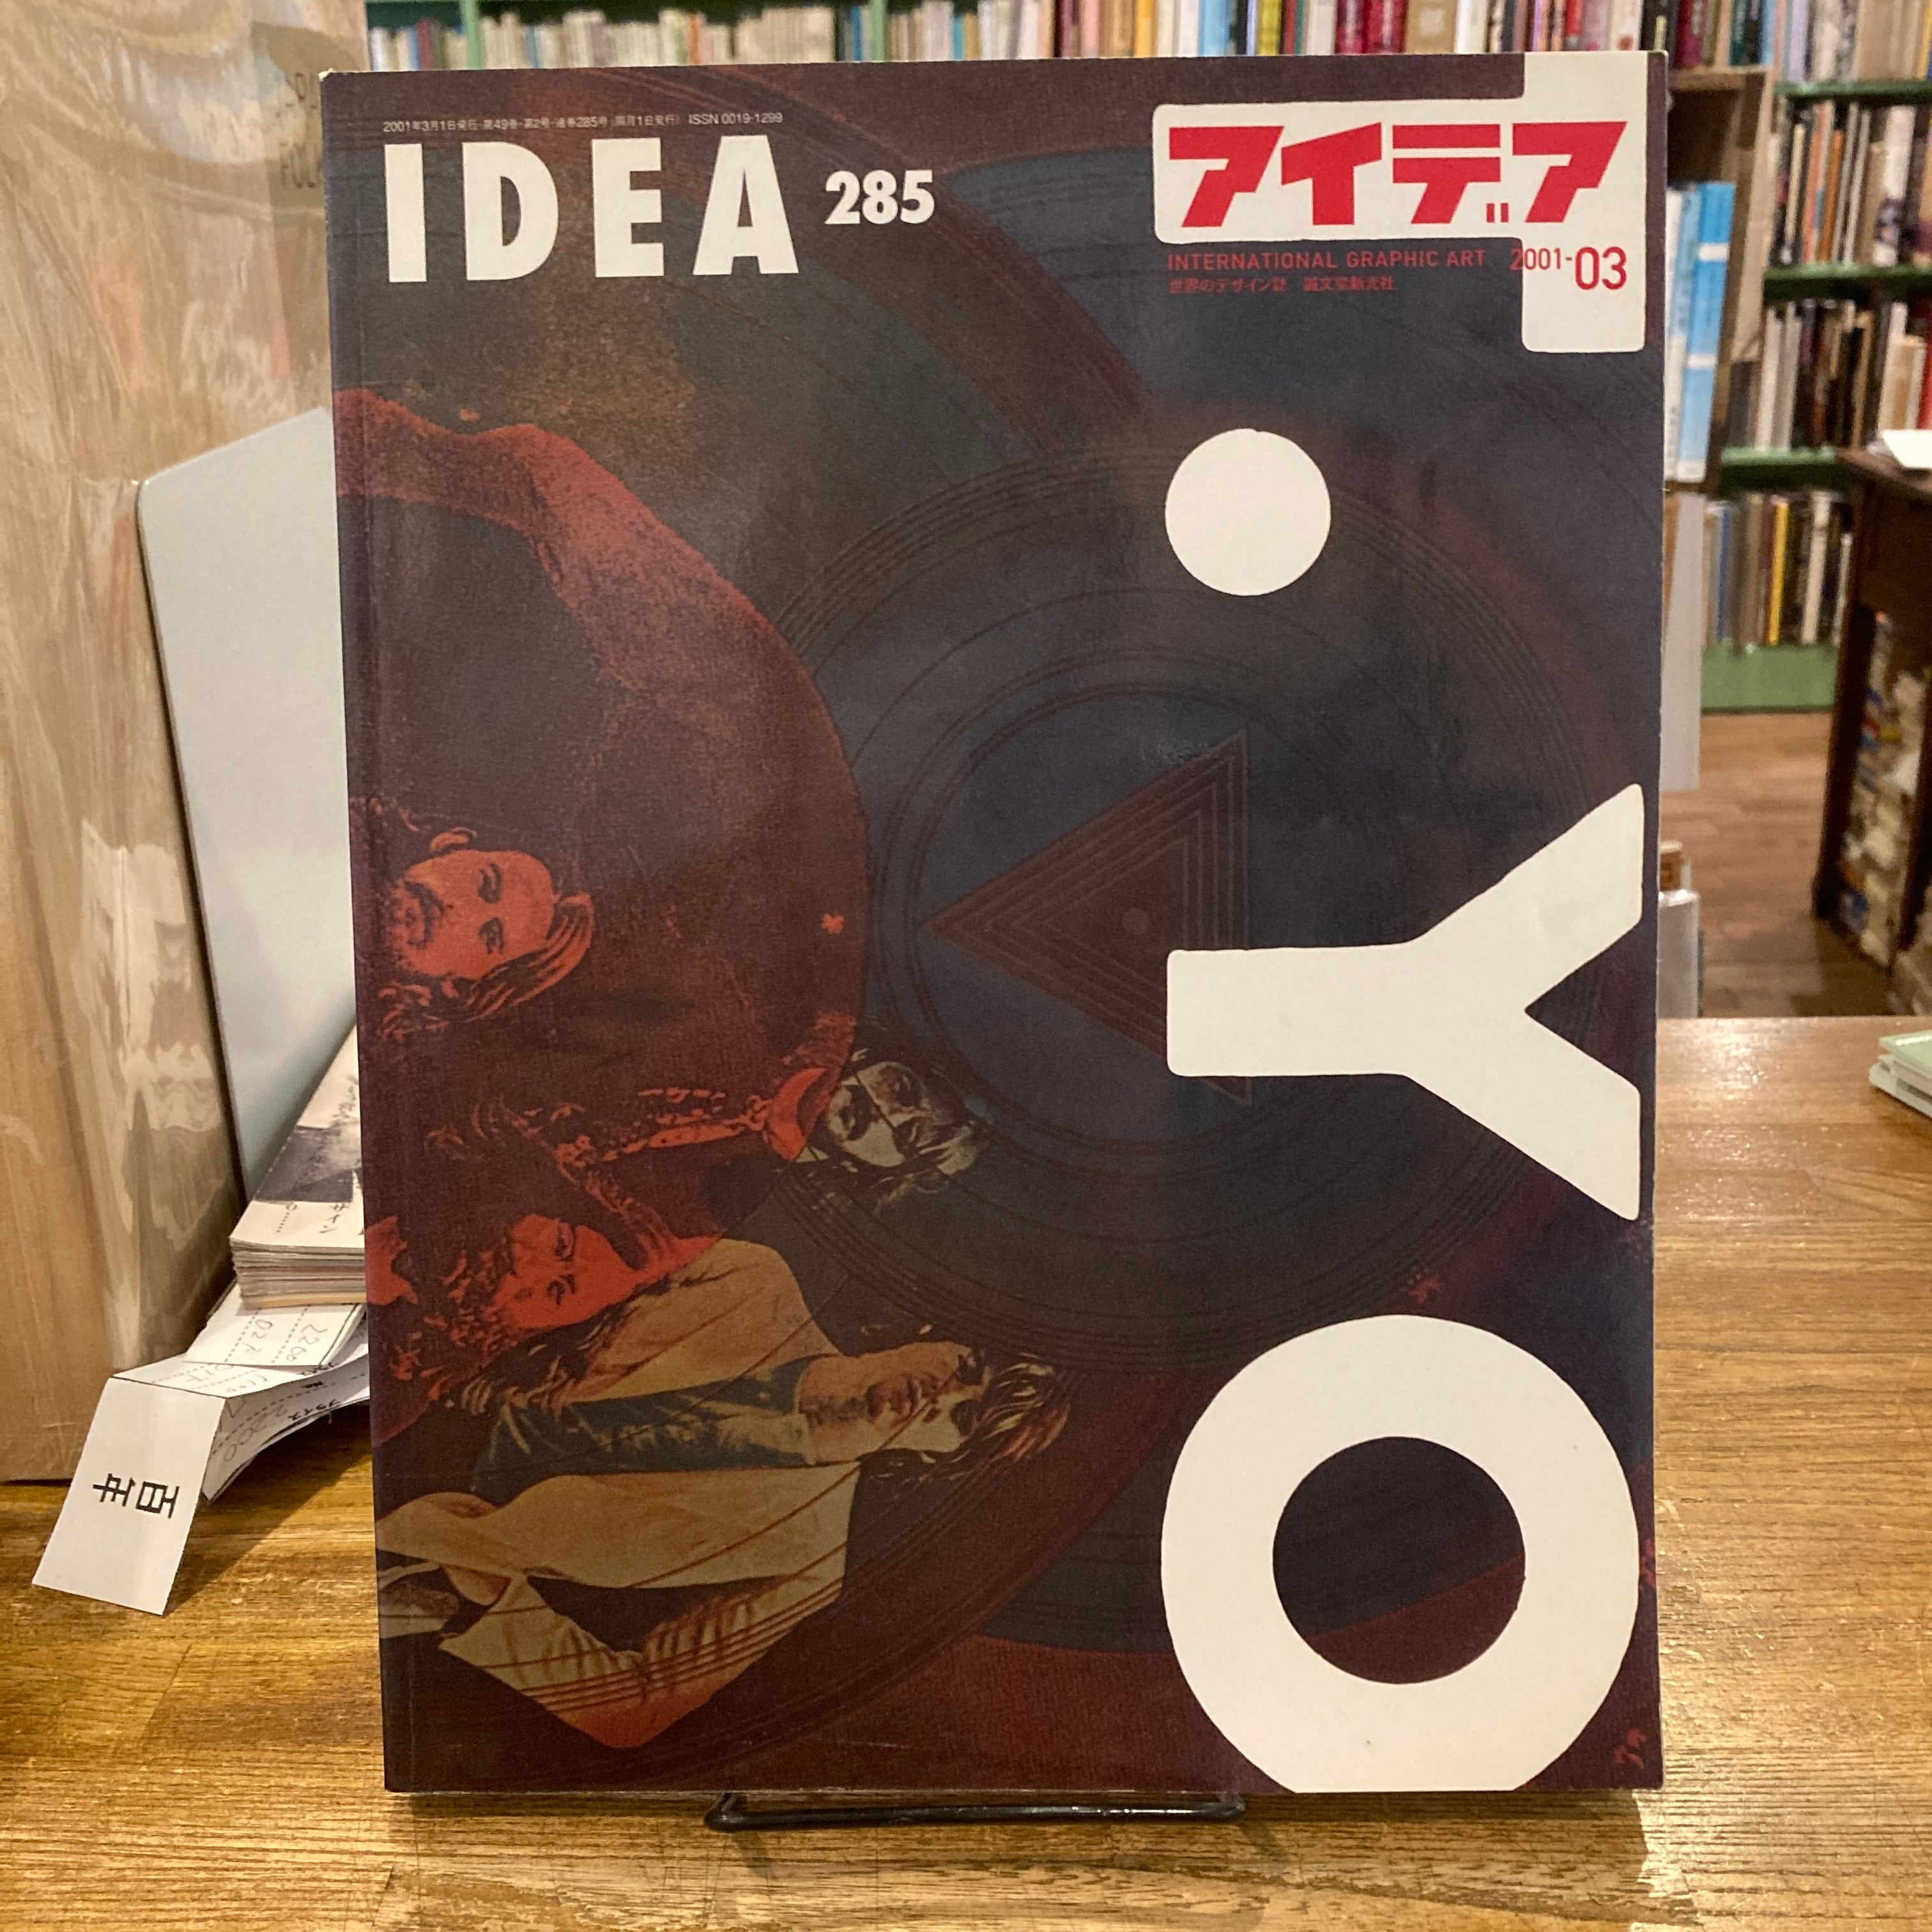 2001年3月1日発行・第49巻・第2号・通巻285号(隔月1日発行) ISSN 0019-1299
IDEA 285
アイデア
INTERNATIONAL GRAPHIC ART 2001-03
世界のデザイン誌 誠文堂新光社
T.YO
百年